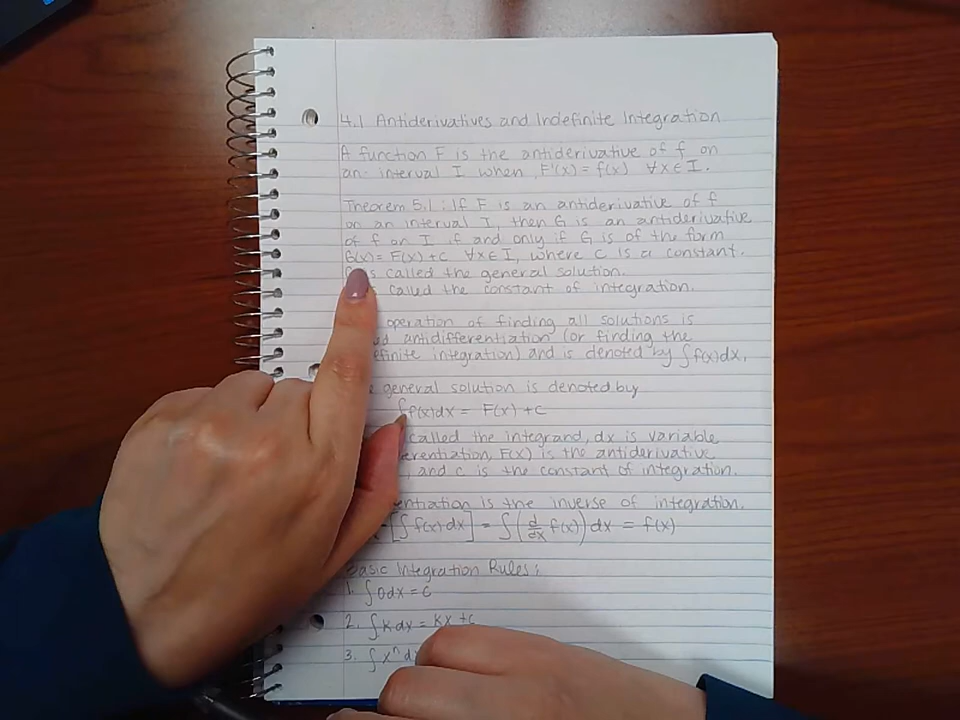 4.1 Antiderivatives and Indefinite Integration
A function F is the antiderivative of f on
an interval I when F'(x) = f(x) ∀x∈I.
Theorem 5.1: If F is an antiderivative of f
on an interval I, then G is an antiderivative
of f on I if and only if G is of the form
G(x) = F(x) + C ∀x∈I, where C is a constant.
is called the general solution.
called the constant of integration.
operation of finding all solutions is
antidifferentiation (or finding the
integration) and is denoted by ∫f(x)dx.
general solution is denoted by
∫f(x)dx = F(x) + C
called the integrand, dx is variable
F(x) is the antiderivative
, and C is the constant of integration.
is the inverse of integration.
[∫f(x)dx] = ∫(d/dx f(x))dx = f(x)
Basic Integration Rules:
1. ∫0dx = C
2. ∫kdx = kx + C
3. ∫xⁿ